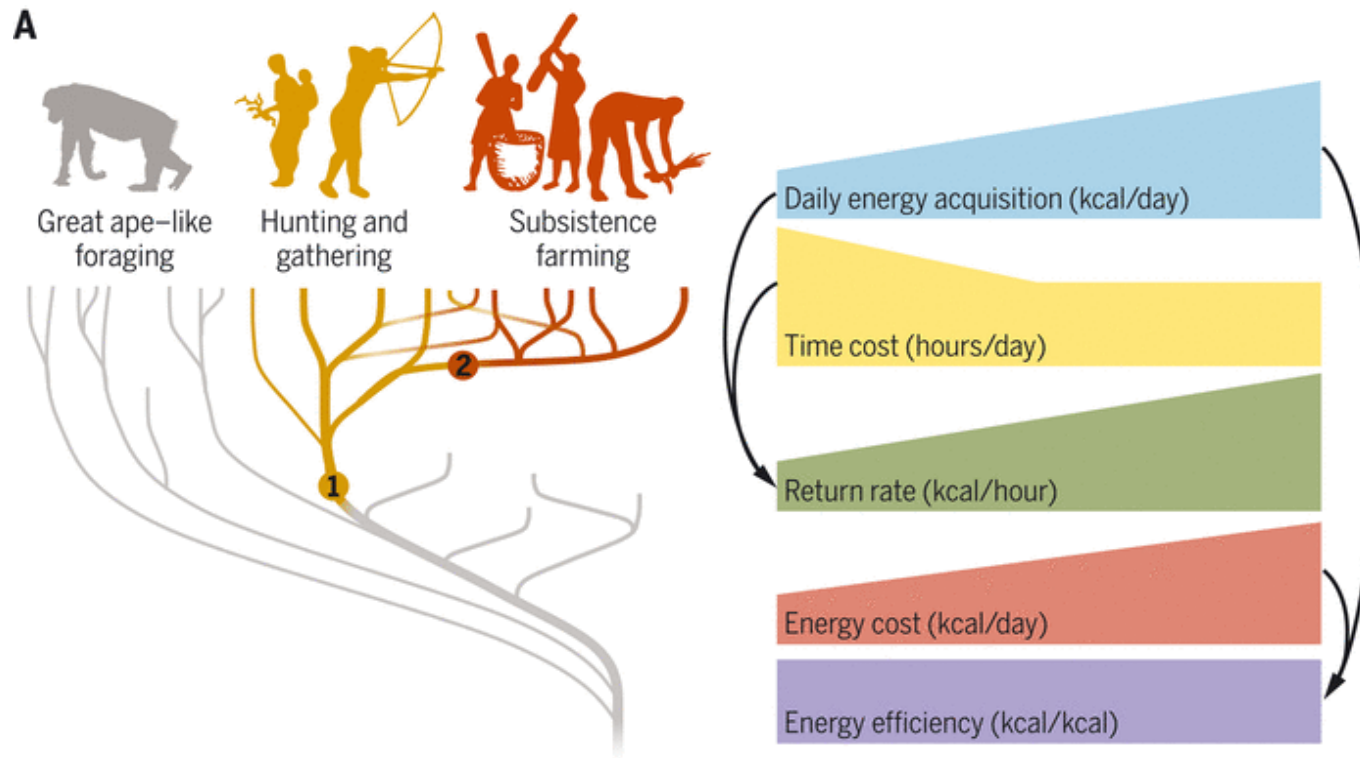 A
Great ape–like
foraging
Hunting and
gathering
Subsistence
farming
1
2
Daily energy acquisition (kcal/day)
Time cost (hours/day)
Return rate (kcal/hour)
Energy cost (kcal/day)
Energy efficiency (kcal/kcal)